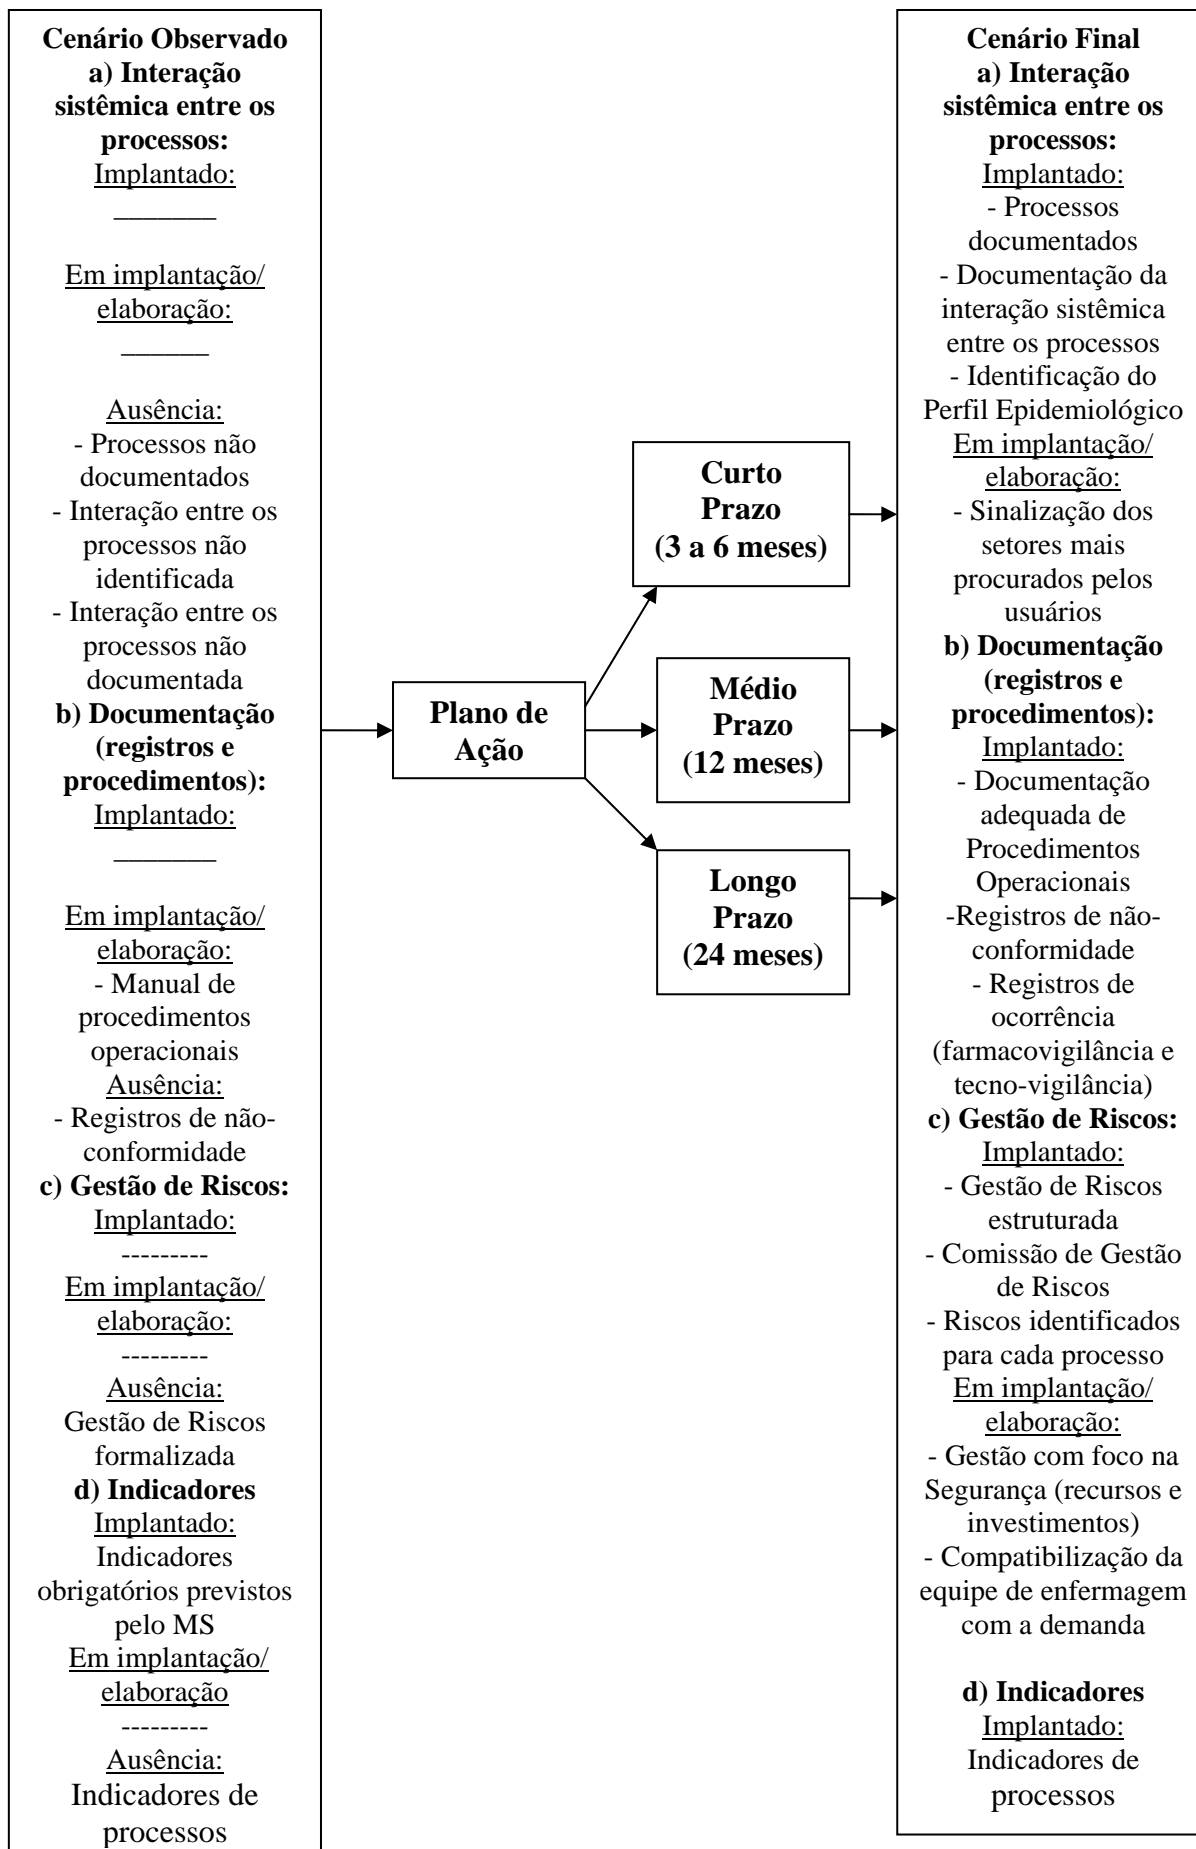 Cenário Observado
a) Interação
sistêmica entre os
processos:
Implantado:
_______
Em implantação/
elaboração:
______
Ausência:
- Processos não
documentados
- Interação entre os
processos não
identificada
- Interação entre os
processos não
documentada
b) Documentação
(registros e
procedimentos):
Implantado:
_______
Em implantação/
elaboração:
- Manual de
procedimentos
operacionais
Ausência:
- Registros de não-
conformidade
c) Gestão de Riscos:
Implantado:
---------
Em implantação/
elaboração:
---------
Ausência:
Gestão de Riscos
formalizada
d) Indicadores
Implantado:
Indicadores
obrigatórios previstos
pelo MS
Em implantação/
elaboração
---------
Ausência:
Indicadores de
processos
Plano de
Ação
Curto
Prazo
(3 a 6 meses)
Médio
Prazo
(12 meses)
Longo
Prazo
(24 meses)
Cenário Final
a) Interação
sistêmica entre os
processos:
Implantado:
- Processos
documentados
- Documentação da
interação sistêmica
entre os processos
- Identificação do
Perfil Epidemiológico
Em implantação/
elaboração:
- Sinalização dos
setores mais
procurados pelos
usuários
b) Documentação
(registros e
procedimentos):
Implantado:
- Documentação
adequada de
Procedimentos
Operacionais
-Registros de não-
conformidade
- Registros de
ocorrência
(farmacovigilância e
tecno-vigilância)
c) Gestão de Riscos:
Implantado:
- Gestão de Riscos
estruturada
- Comissão de Gestão
de Riscos
- Riscos identificados
para cada processo
Em implantação/
elaboração:
- Gestão com foco na
Segurança (recursos e
investimentos)
- Compatibilização da
equipe de enfermagem
com a demanda
d) Indicadores
Implantado:
Indicadores de
processos